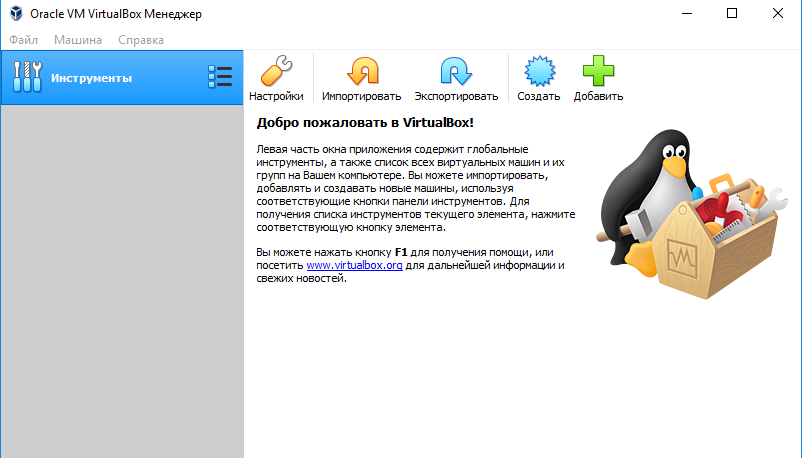 Oracle VM VirtualBox Менеджер
Файл Машина Справка
Инструменты
Настройки Импортировать Экспортировать Создать Добавить
Добро пожаловать в VirtualBox!
Левая часть окна приложения содержит глобальные
инструменты, а также список всех виртуальных машин и их
групп на Вашем компьютере. Вы можете импортировать,
добавлять и создавать новые машины, используя
соответствующие кнопки панели инструментов. Для
получения списка инструментов текущего элемента, нажмите
соответствующую кнопку элемента.
Вы можете нажать кнопку F1 для получения помощи, или
посетить www.virtualbox.org для дальнейшей информации и
свежих новостей.